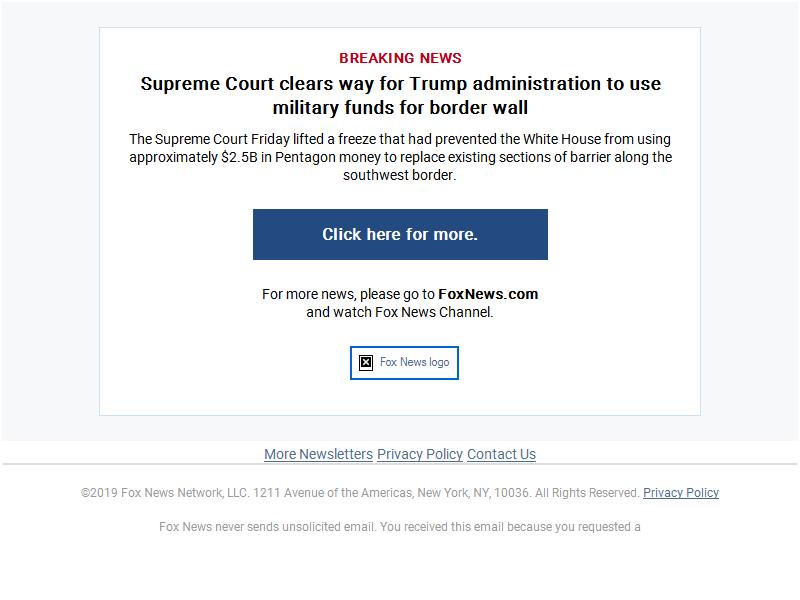 BREAKING NEWS
Supreme Court clears way for Trump administration to use
military funds for border wall
The Supreme Court Friday lifted a freeze that had prevented the White House from using
approximately $2.5B in Pentagon money to replace existing sections of barrier along the
southwest border.
Click here for more.
For more news, please go to FoxNews.com
and watch Fox News Channel.
Fox News logo
More Newsletters Privacy Policy Contact Us
©2019 Fox News Network, LLC. 1211 Avenue of the Americas, New York, NY, 10036. All Rights Reserved. Privacy Policy
Fox News never sends unsolicited email. You received this email because you requested a